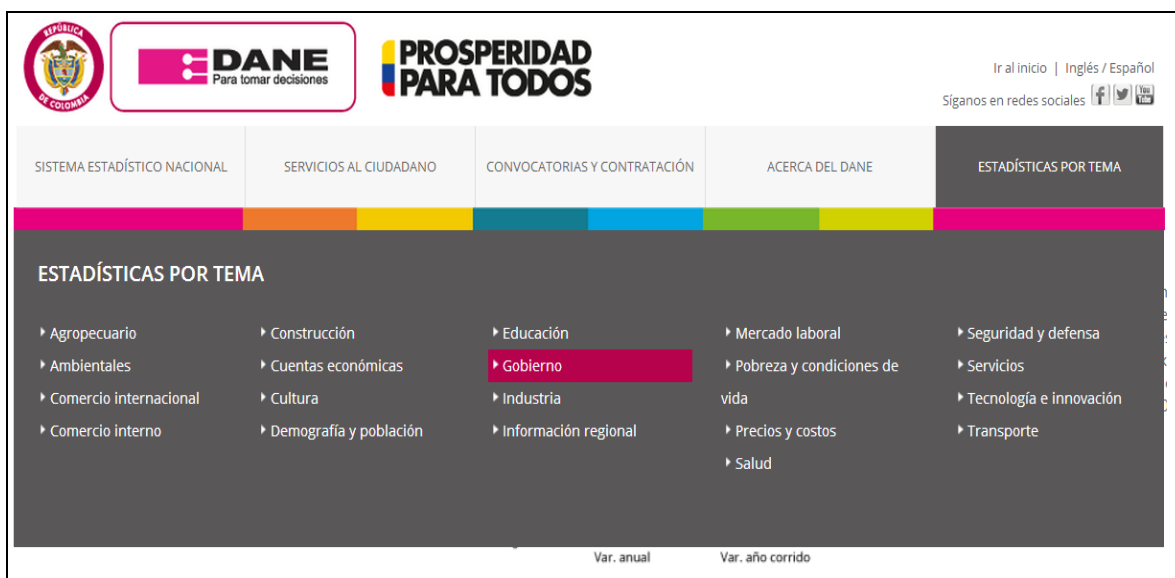 REPÚBLICA
DE COLOMBIA
DANE
Para tomar decisiones
PROSPERIDAD
PARA TODOS
Ir al inicio | Inglés / Español
Síganos en redes sociales f You Tube
SISTEMA ESTADÍSTICO NACIONAL
SERVICIOS AL CIUDADANO
CONVOCATORIAS Y CONTRATACIÓN
ACERCA DEL DANE
ESTADÍSTICAS POR TEMA
ESTADÍSTICAS POR TEMA
Agropecuario
Ambientales
Comercio internacional
Comercio interno
Construcción
Cuentas económicas
Cultura
Demografía y población
Educación
Gobierno
Industria
Información regional
Mercado laboral
Pobreza y condiciones de
vida
Precios y costos
Salud
Seguridad y defensa
Servicios
Tecnología e innovación
Transporte
Var. anual
Var. año corrido